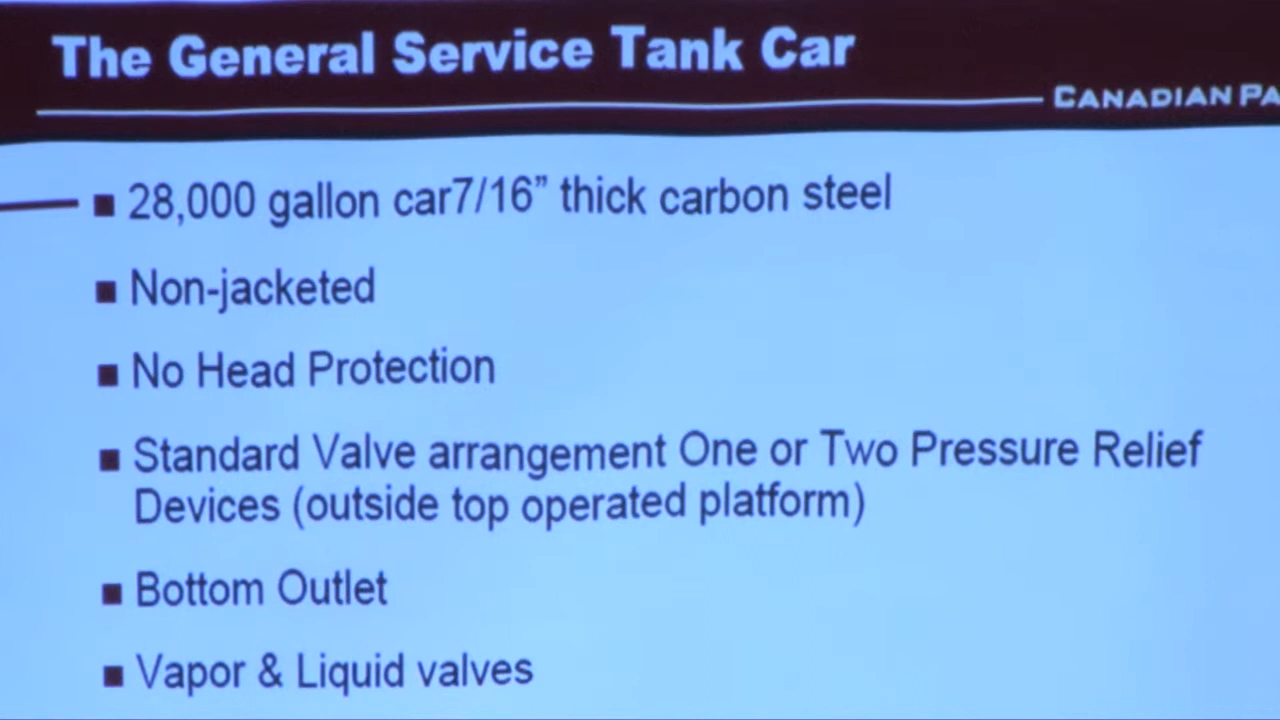 The General Service Tank Car
CANADIAN PA
28,000 gallon car7/16” thick carbon steel
Non-jacketed
No Head Protection
Standard Valve arrangement One or Two Pressure Relief
Devices (outside top operated platform)
Bottom Outlet
Vapor & Liquid valves